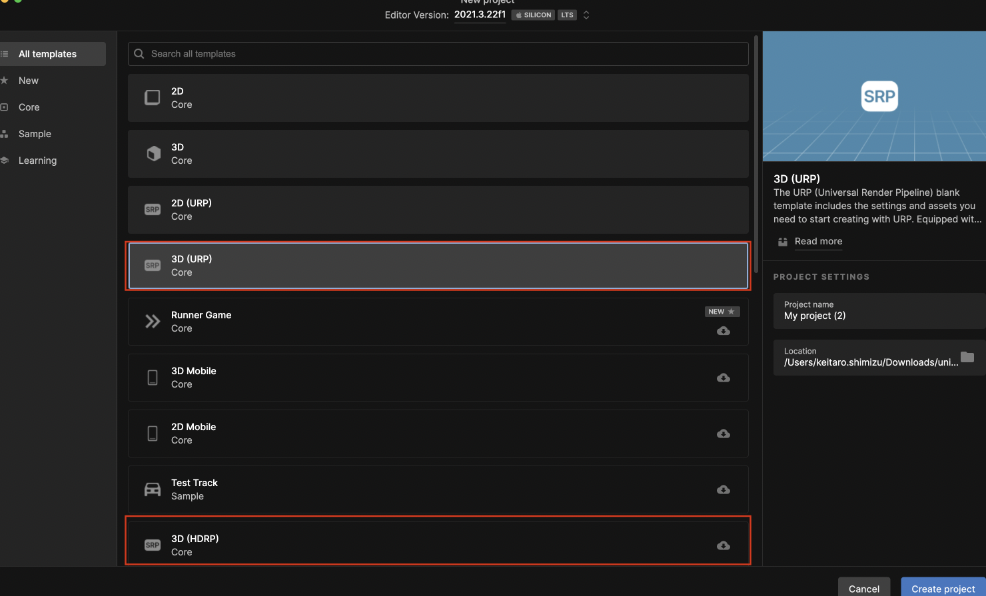 New project
Editor Version: 2021.3.22f1 SILICON LTS
All templates
New
Core
Sample
Learning
Search all templates
2D
Core
3D
Core
SRP
2D (URP)
Core
SRP
3D (URP)
Core
Runner Game
Core
NEW
3D Mobile
Core
2D Mobile
Core
Test Track
Sample
SRP
3D (HDRP)
Core
SRP
3D (URP)
The URP (Universal Render Pipeline) blank
template includes the settings and assets you
need to start creating with URP. Equipped wit...
Read more
PROJECT SETTINGS
Project name
My project (2)
Location
/Users/keitaro.shimizu/Downloads/uni...
Cancel
Create project